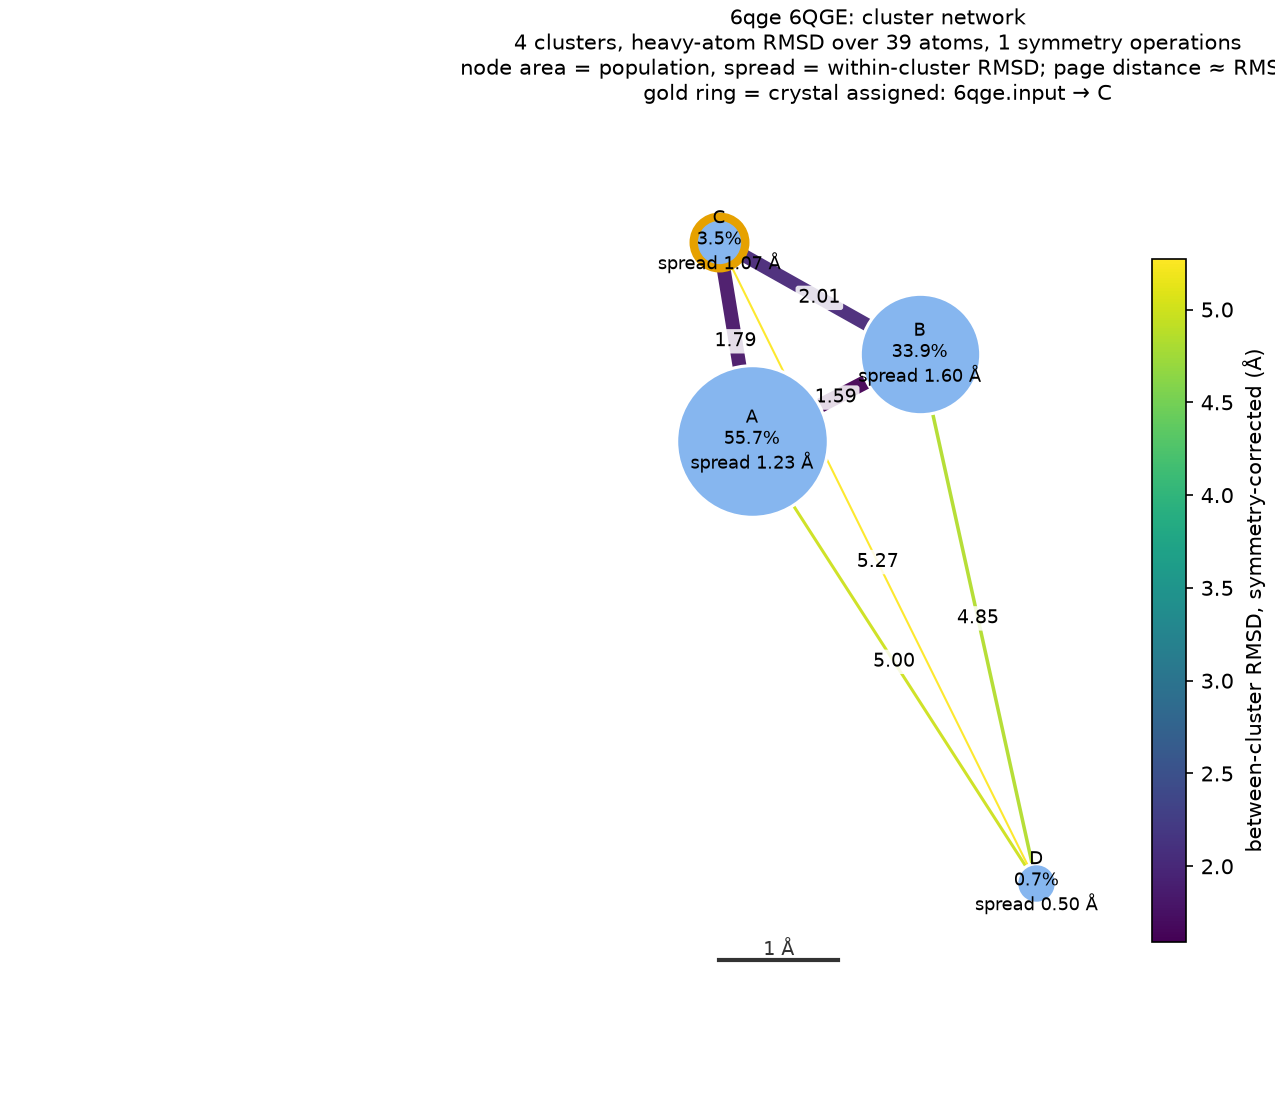 6qge 6QGE: cluster network
4 clusters, heavy-atom RMSD over 39 atoms, 1 symmetry operations
node area = population, spread = within-cluster RMSD; page distance ≈ RMS
gold ring = crystal assigned: 6qge.input → C
C
3.5%
spread 1.07 Å
2.01
B
33.9%
spread 1.60 Å
1.79
1.59
A
55.7%
spread 1.23 Å
5.27
4.85
5.00
D
0.7%
spread 0.50 Å
1 Å
5.0
4.5
4.0
3.5
3.0
2.5
2.0
between-cluster RMSD, symmetry-corrected (Å)